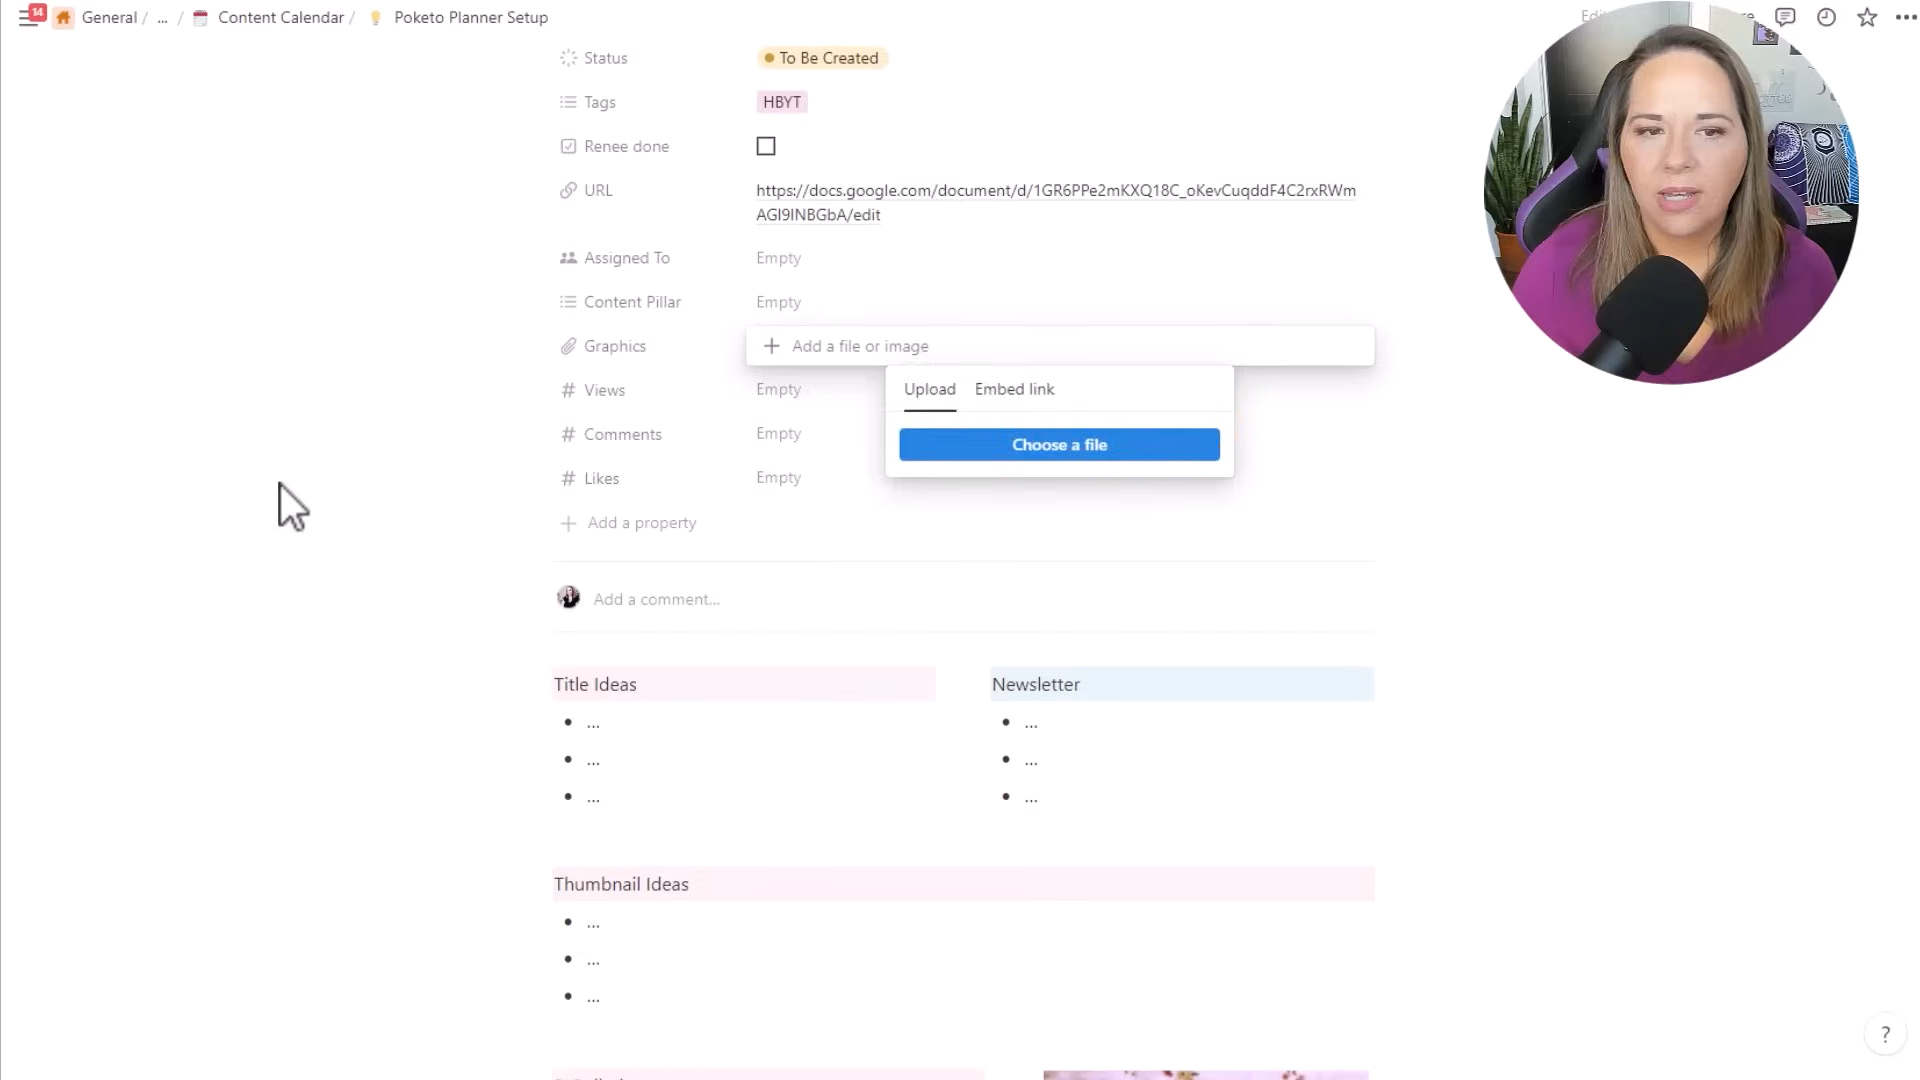 14
General / ... / Content Calendar / Poketo Planner Setup
Status To Be Created
Tags HBYT
Renee done
URL https://docs.google.com/document/d/1GR6PPe2mKXQ18C_oKevCuqddF4C2rxRWm
AGI9INBGbA/edit
Assigned To Empty
Content Pillar Empty
Graphics Add a file or image
Views Empty
Upload Embed link
Comments Empty
Choose a file
Likes Empty
Add a property
Add a comment...
Title Ideas
...
...
...
Newsletter
...
...
...
Thumbnail Ideas
...
...
...
?